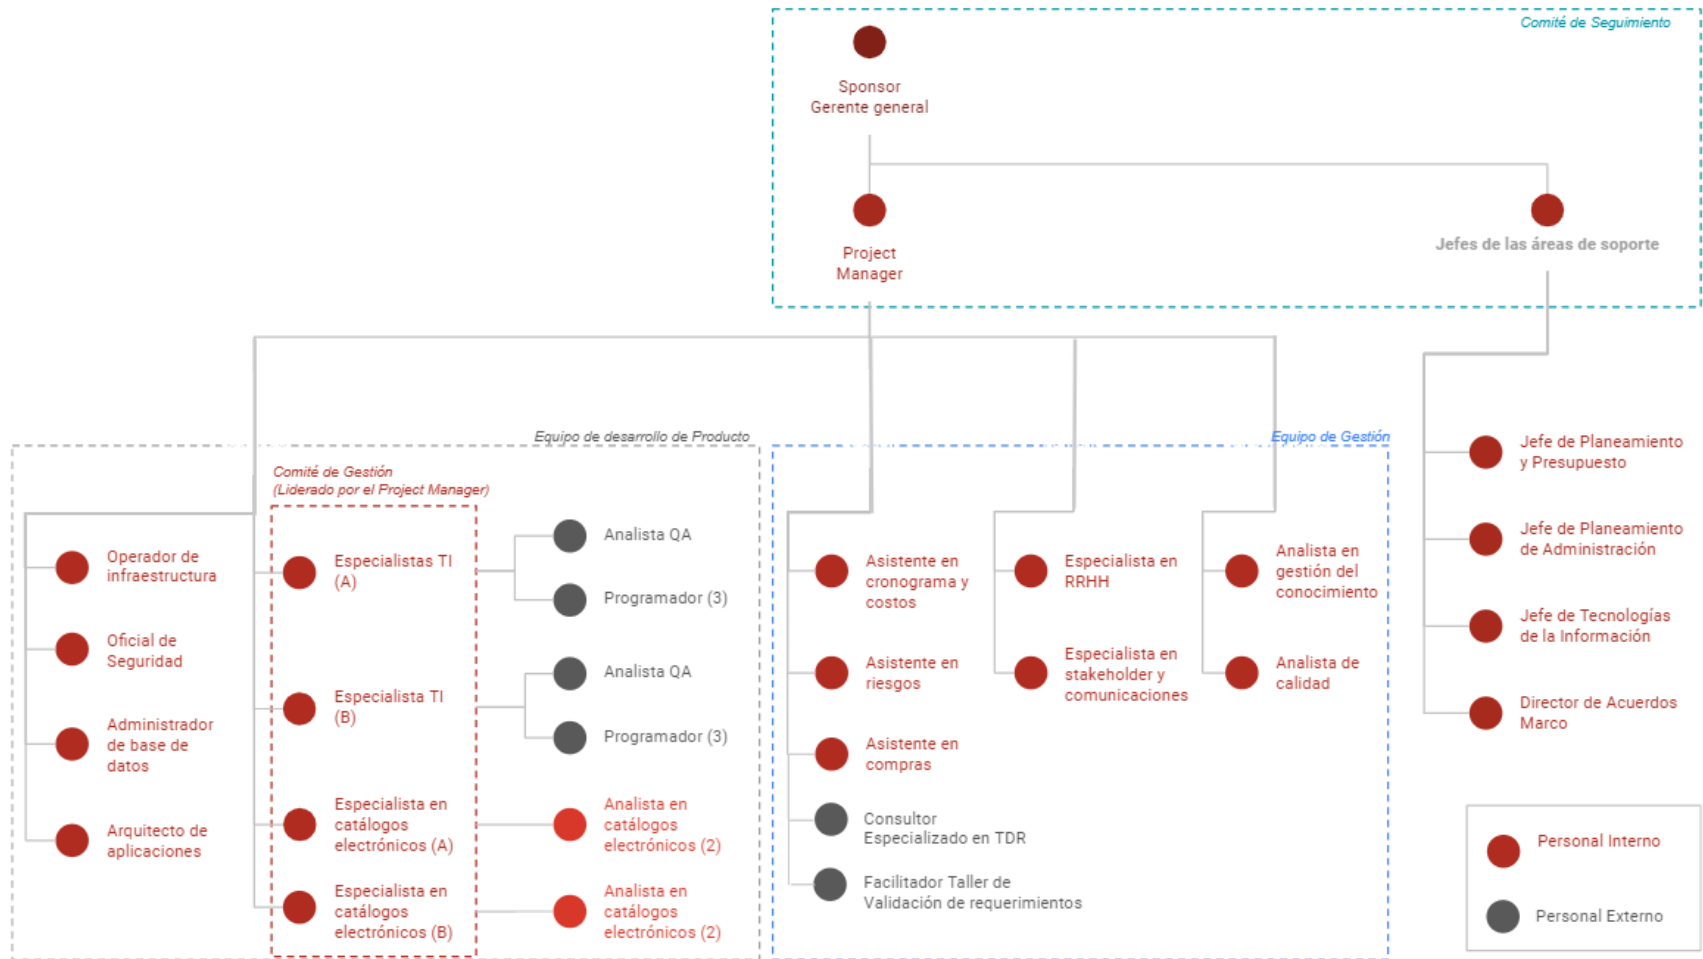 Comité de Seguimiento
Sponsor
Gerente general
Project
Manager
Jefes de las áreas de soporte
Equipo de desarrollo de Producto
Comité de Gestión
(Liderado por el Project Manager)
Operador de
infraestructura
Oficial de
Seguridad
Administrador
de base de
datos
Arquitecto de
aplicaciones
Especialistas TI
(A)
Especialista TI
(B)
Especialista en
catálogos
electrónicos (A)
Especialista en
catálogos
electrónicos (B)
Analista QA
Programador (3)
Analista QA
Programador (3)
Analista en
catálogos
electrónicos (2)
Analista en
catálogos
electrónicos (2)
Equipo de Gestión
Asistente en
cronograma y
costos
Asistente en
riesgos
Asistente en
compras
Consultor
Especializado en TDR
Facilitador Taller de
Validación de requerimientos
Especialista en
RRHH
Especialista en
stakeholder y
comunicaciones
Analista en
gestión del
conocimiento
Analista de
calidad
Jefe de Planeamiento
y Presupuesto
Jefe de Planeamiento
de Administración
Jefe de Tecnologías
de la Información
Director de Acuerdos
Marco
Personal Interno
Personal Externo